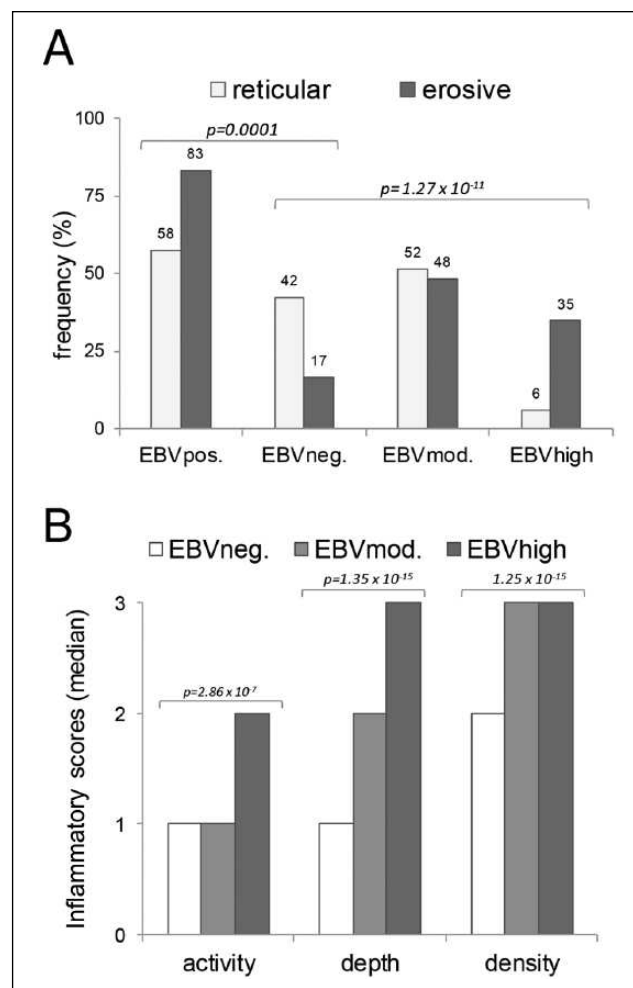 A
reticular erosive
p=0.0001
p=1.27 x 10-11
frequency (%)
100
75
50
25
0
58 83 42 17 52 48 6 35
EBVpos. EBVneg. EBVmod. EBVhigh
B
EBVneg. EBVmod. EBVhigh
p=2.86 x 10-7
p=1.35 x 10-15
1.25 x 10-15
Inflammatory scores (median)
3
2
1
0
activity depth density